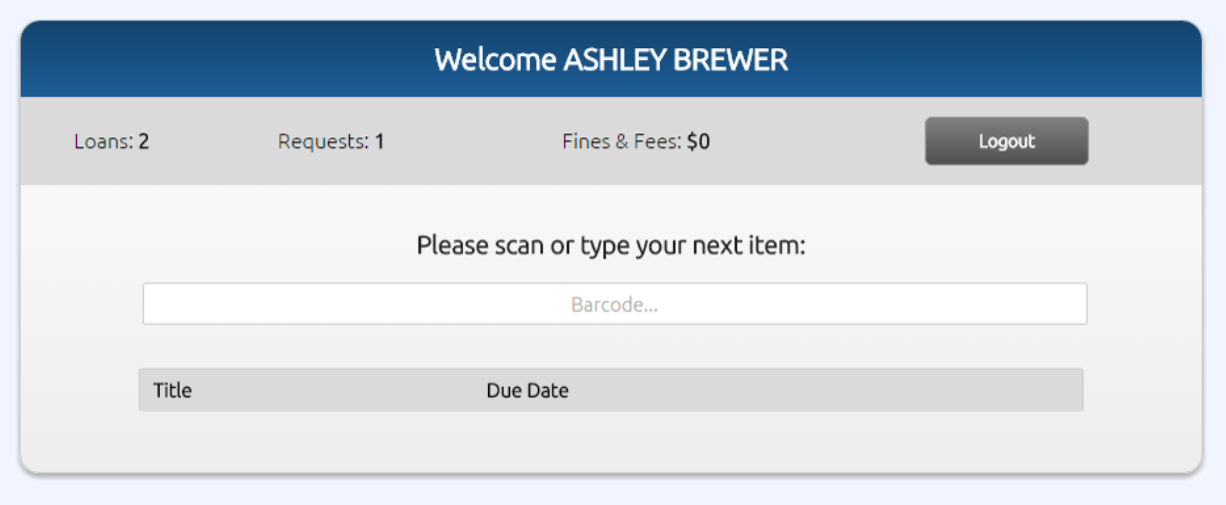 Welcome ASHLEY BREWER
Loans: 2 Requests: 1 Fines & Fees: $0 Logout
Please scan or type your next item:
Barcode...
Title Due Date